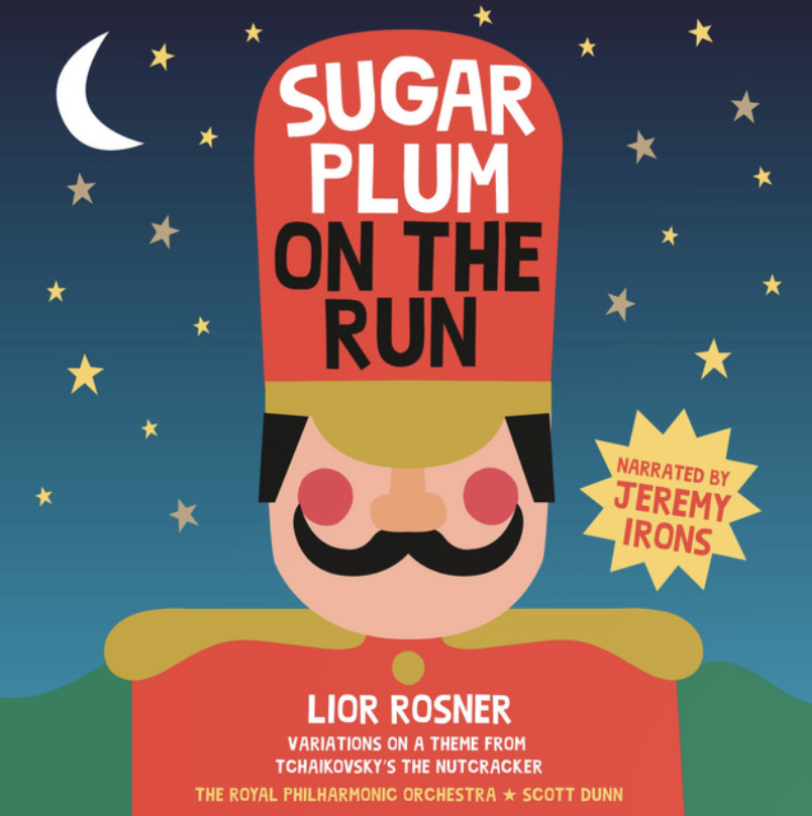 SUGAR
PLUM
ON THE
RUN
NARRATED BY
JEREMY
IRONS
LIOR ROSNER
VARIATIONS ON A THEME FROM
TCHAIKOVSKY'S THE NUTCRACKER
THE ROYAL PHILHARMONIC ORCHESTRA ★ SCOTT DUNN